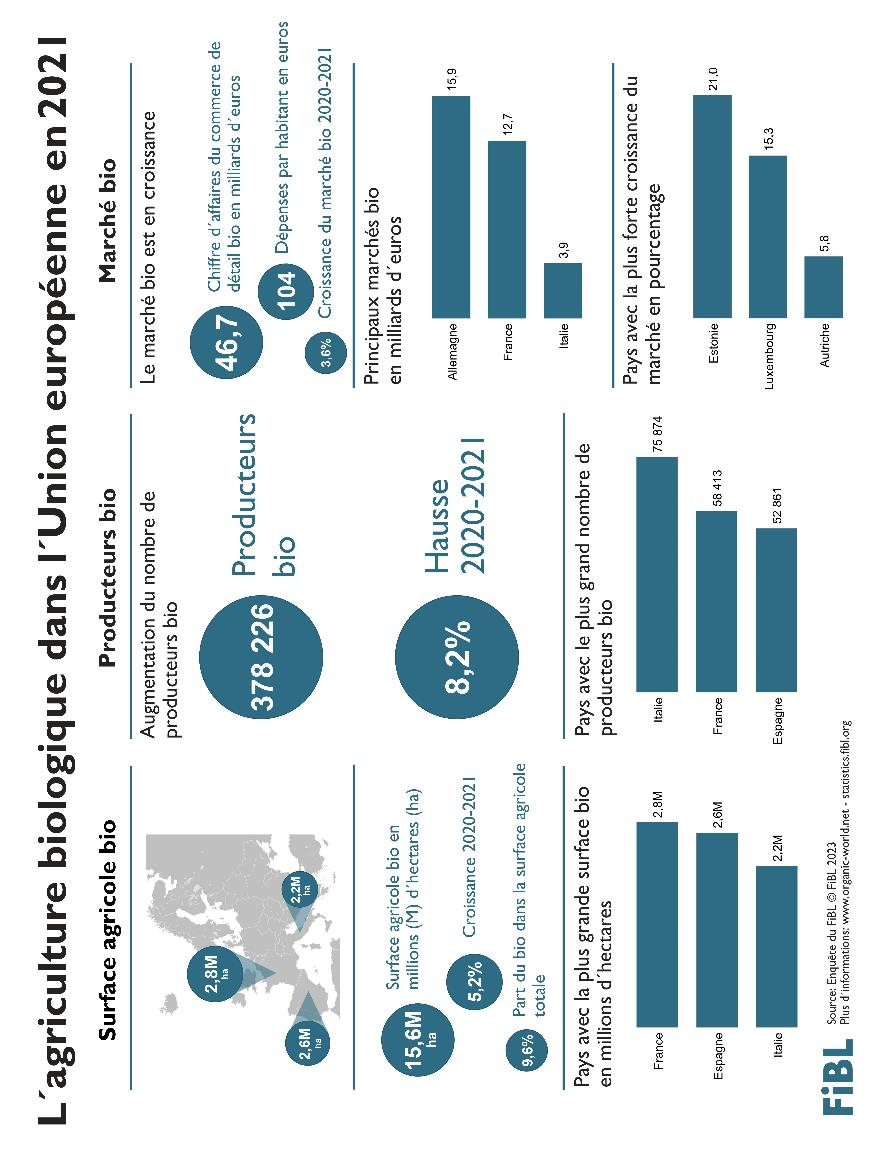 L´agriculture biologique dans l´Union européenne en 2021
Surface agricole bio
2,8M
ha
2,6M
ha
2,2M
ha
15,6M
ha
Surface agricole bio en
millions (M) d´hectares (ha)
5,2%
Croissance 2020-2021
9,6%
Part du bio dans la surface agricole
totale
Pays avec la plus grande surface bio
en millions d´hectares
France
2,8M
Espagne
2,6M
Italie
2,2M
Producteurs bio
Augmentation du nombre de
producteurs bio
378 226
Producteurs
bio
8,2%
Hausse
2020-2021
Pays avec le plus grand nombre de
producteurs bio
Italie
75 874
France
58 413
Espagne
52 861
Marché bio
Le marché bio est en croissance
46,7
Chiffre d´affaires du commerce de
détail bio en milliards d´euros
104
Dépenses par habitant en euros
3,6%
Croissance du marché bio 2020-2021
Principaux marchés bio
en milliards d´euros
Allemagne
15,9
France
12,7
Italie
3,9
Pays avec la plus forte croissance du
marché en pourcentage
Estonie
21,0
Luxembourg
15,3
Autriche
5,8
FiBL
Source: Enquête du FiBL © FiBL 2023
Plus d´informations: www.organic-world.net - statistics.fibl.org